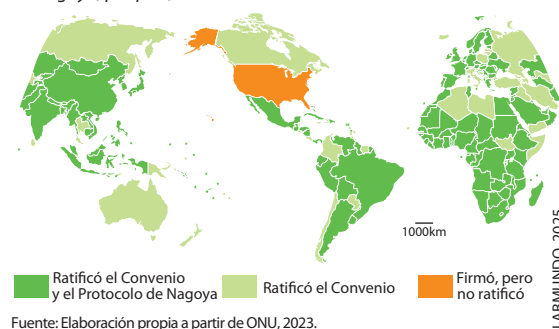 1000km
Ratificó el Convenio
y el Protocolo de Nagoya
Ratificó el Convenio
Firmó, pero
no ratificó
Fuente: Elaboración propia a partir de ONU, 2023.
LABMUNDO, 2025